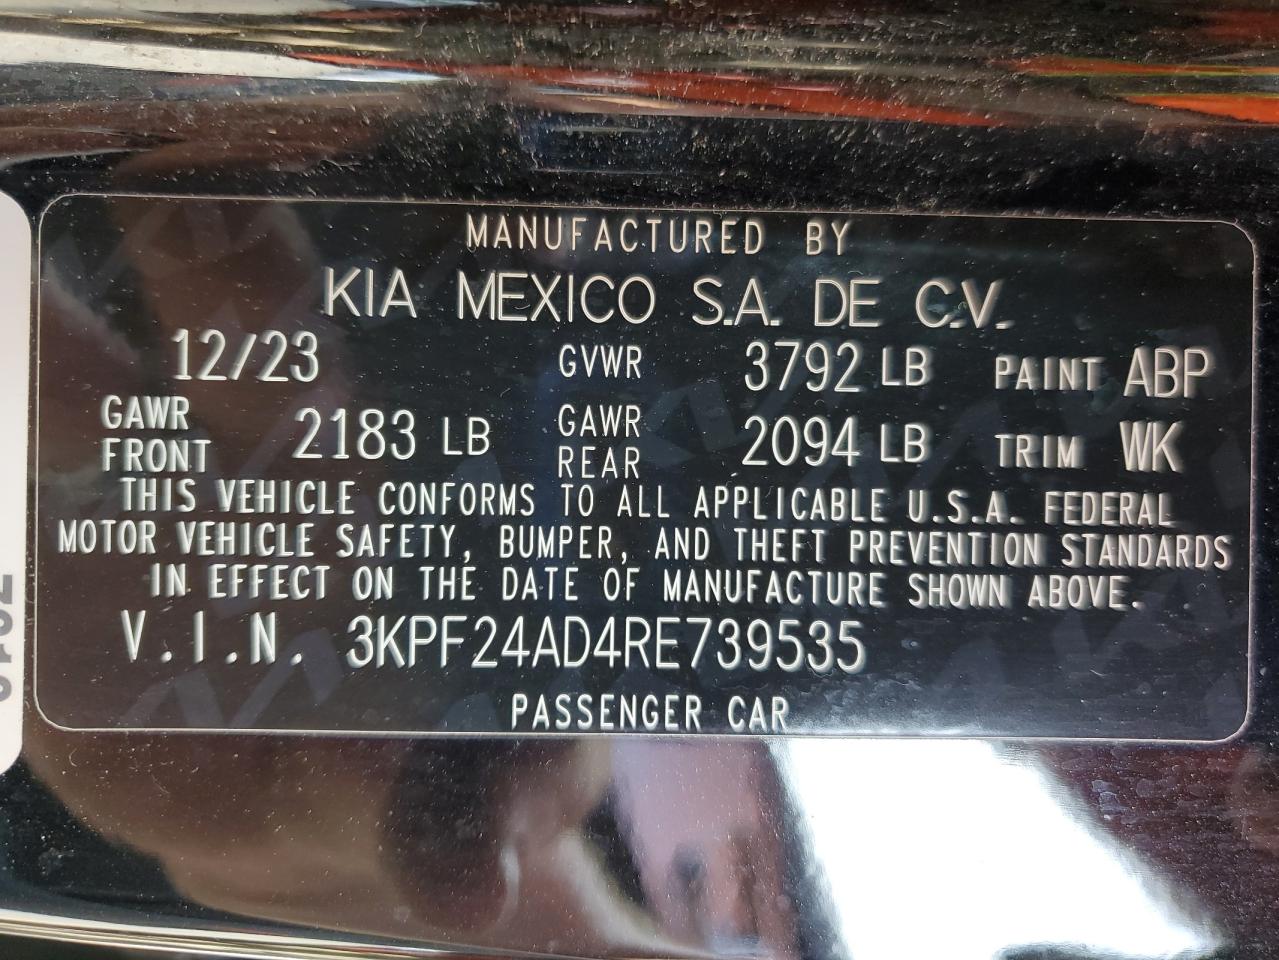 MANUFACTURED BY
KIA MEXICO S.A. DE C.V.
12/23 GVWR 3792 LB PAINT ABP
GAWR FRONT 2183 LB GAWR REAR 2094 LB TRIM WK
THIS VEHICLE CONFORMS TO ALL APPLICABLE U.S.A. FEDERAL
MOTOR VEHICLE SAFETY, BUMPER, AND THEFT PREVENTION STANDARDS
IN EFFECT ON THE DATE OF MANUFACTURE SHOWN ABOVE.
V.I.N. 3KPF24AD4RE739535
PASSENGER CAR